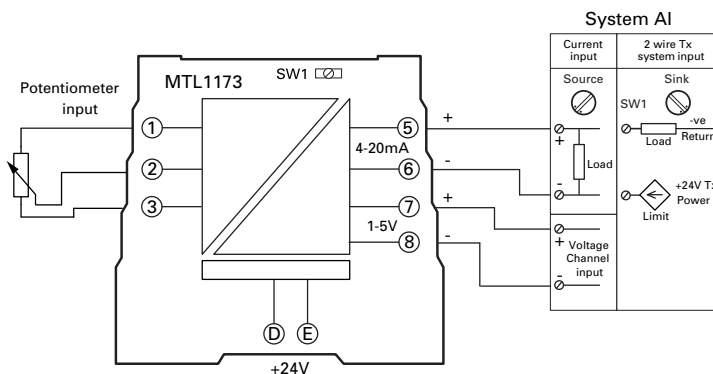 System AI
Current input
2 wire Tx system input
Potentiometer input
MTL1173
SW1
Source
Sink
SW1
-ve Return
Load
Load
+24V Tx Power
Limit
Voltage Channel input
1
2
3
5
6
7
8
4-20mA
1-5V
+
-
+
-
+
-
+
-
D
E
+24V